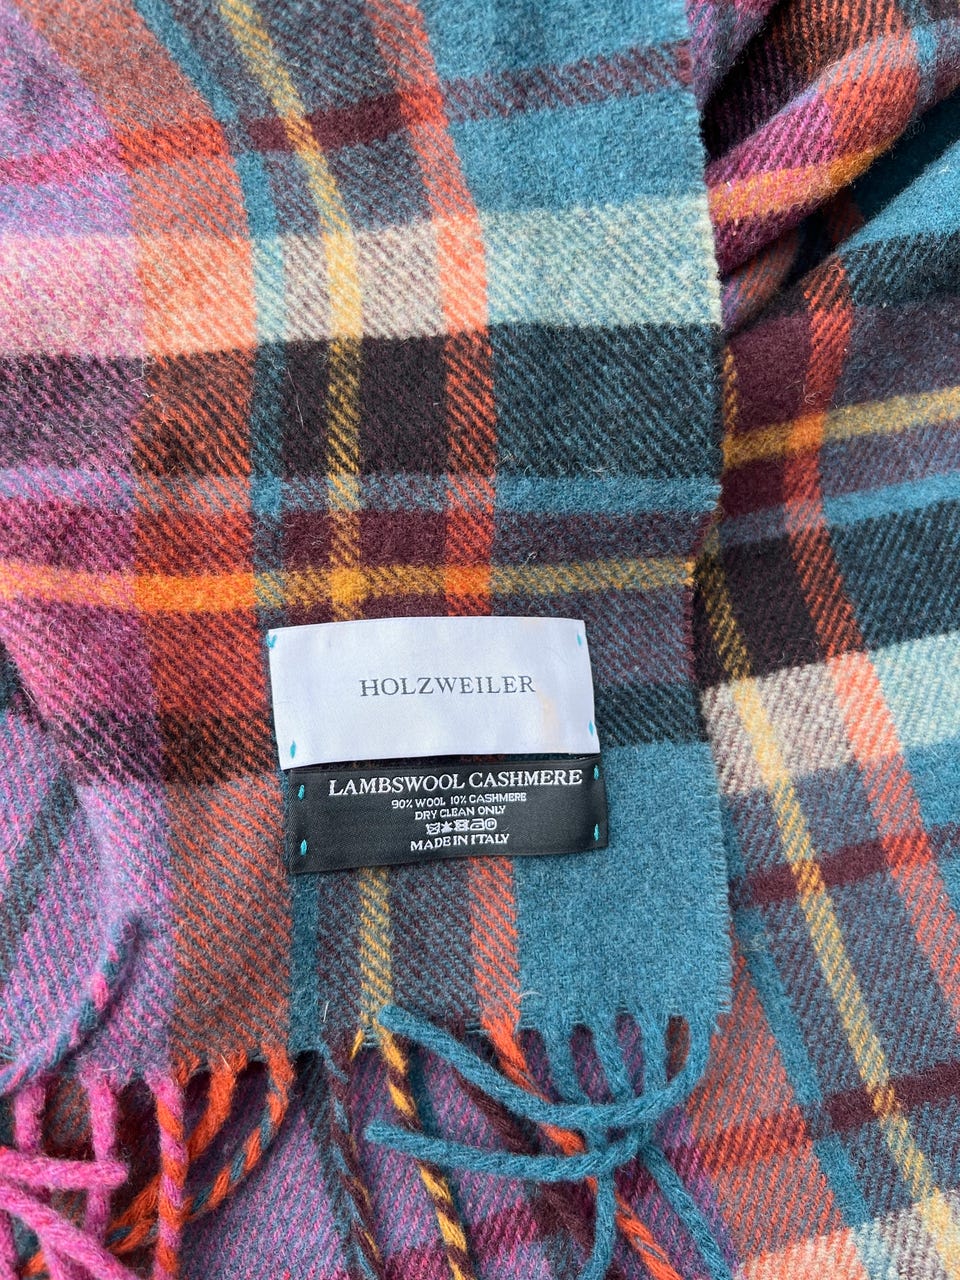 HOLZWEILER
LAMBSWOOL CASHMERE
90% WOOL 10% CASHMERE
DRY CLEAN ONLY
MADE IN ITALY